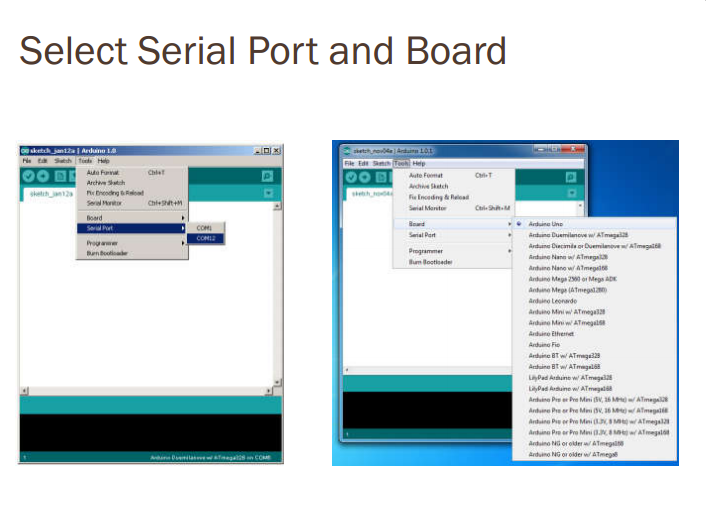 Select Serial Port and Board
sketch_jan12a | Arduino 1.0
File Edit Sketch Tools Help
Auto Format Ctrl+T
Archive Sketch
Fix Encoding & Reload
Serial Monitor Ctrl+Shift+M
Board
Serial Port
Programmer
Burn Bootloader
COM1
COM12
sketch_jan12a
1
Arduino Duemilanove w/ ATmega328 on COM8
sketch_nov04a | Arduino 1.0.1
File Edit Sketch Tools Help
Auto Format Ctrl+T
Archive Sketch
Fix Encoding & Reload
Serial Monitor Ctrl+Shift+M
Board
Serial Port
Programmer
Burn Bootloader
sketch_nov04a
Arduino Uno
Arduino Duemilanove w/ ATmega328
Arduino Diecimila or Duemilanove w/ ATmega168
Arduino Nano w/ ATmega328
Arduino Nano w/ ATmega168
Arduino Mega 2560 or Mega ADK
Arduino Mega (ATmega1280)
Arduino Leonardo
Arduino Mini w/ ATmega328
Arduino Mini w/ ATmega168
Arduino Ethernet
Arduino Fio
Arduino BT w/ ATmega328
Arduino BT w/ ATmega168
LilyPad Arduino w/ ATmega328
LilyPad Arduino w/ ATmega168
Arduino Pro or Pro Mini (5V, 16 MHz) w/ ATmega328
Arduino Pro or Pro Mini (5V, 16 MHz) w/ ATmega168
Arduino Pro or Pro Mini (3.3V, 8 MHz) w/ ATmega328
Arduino Pro or Pro Mini (3.3V, 8 MHz) w/ ATmega168
Arduino NG or older w/ ATmega168
Arduino NG or older w/ ATmega8
1